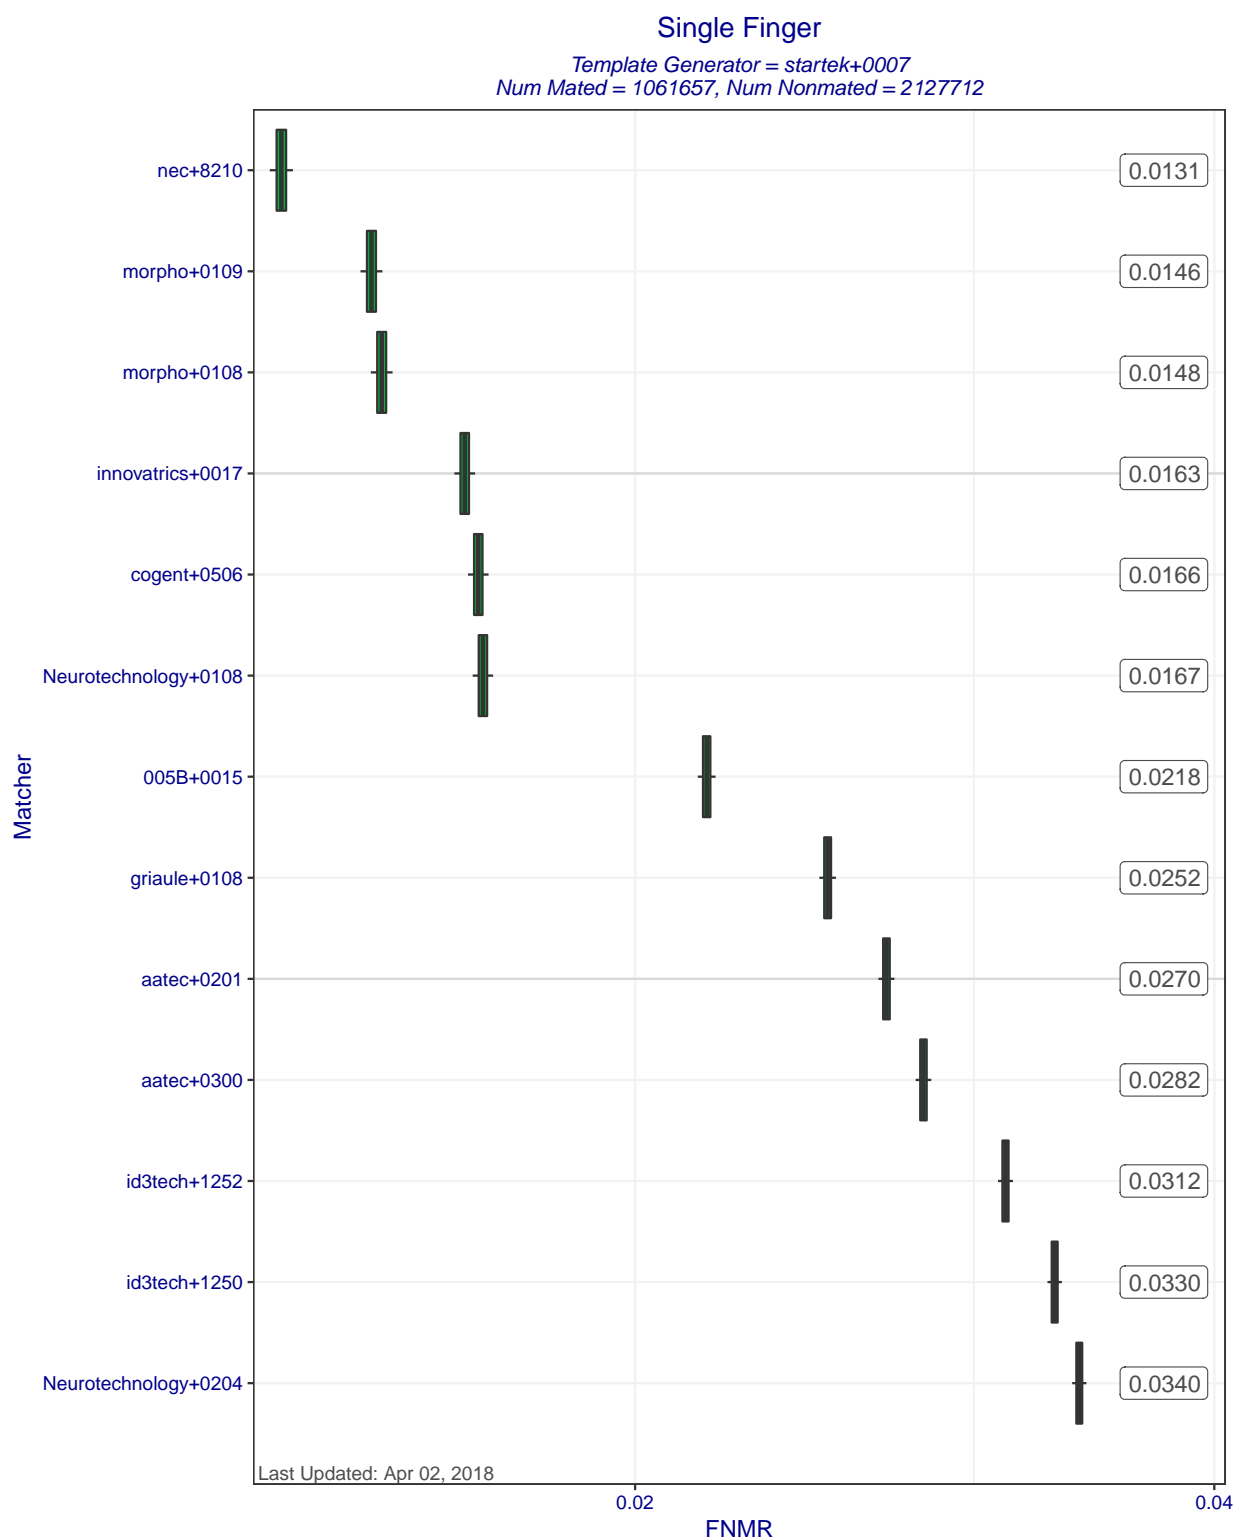 Single Finger
Template Generator = startek+0007
Num Mated = 1061657, Num Nonmated = 2127712
nec+8210 0.0131
morpho+0109 0.0146
morpho+0108 0.0148
innovatrics+0017 0.0163
cogent+0506 0.0166
Neurotechnology+0108 0.0167
005B+0015 0.0218
Matcher
griaule+0108 0.0252
aatec+0201 0.0270
aatec+0300 0.0282
id3tech+1252 0.0312
id3tech+1250 0.0330
Neurotechnology+0204 0.0340
Last Updated: Apr 02, 2018
0.02 0.04
FNMR